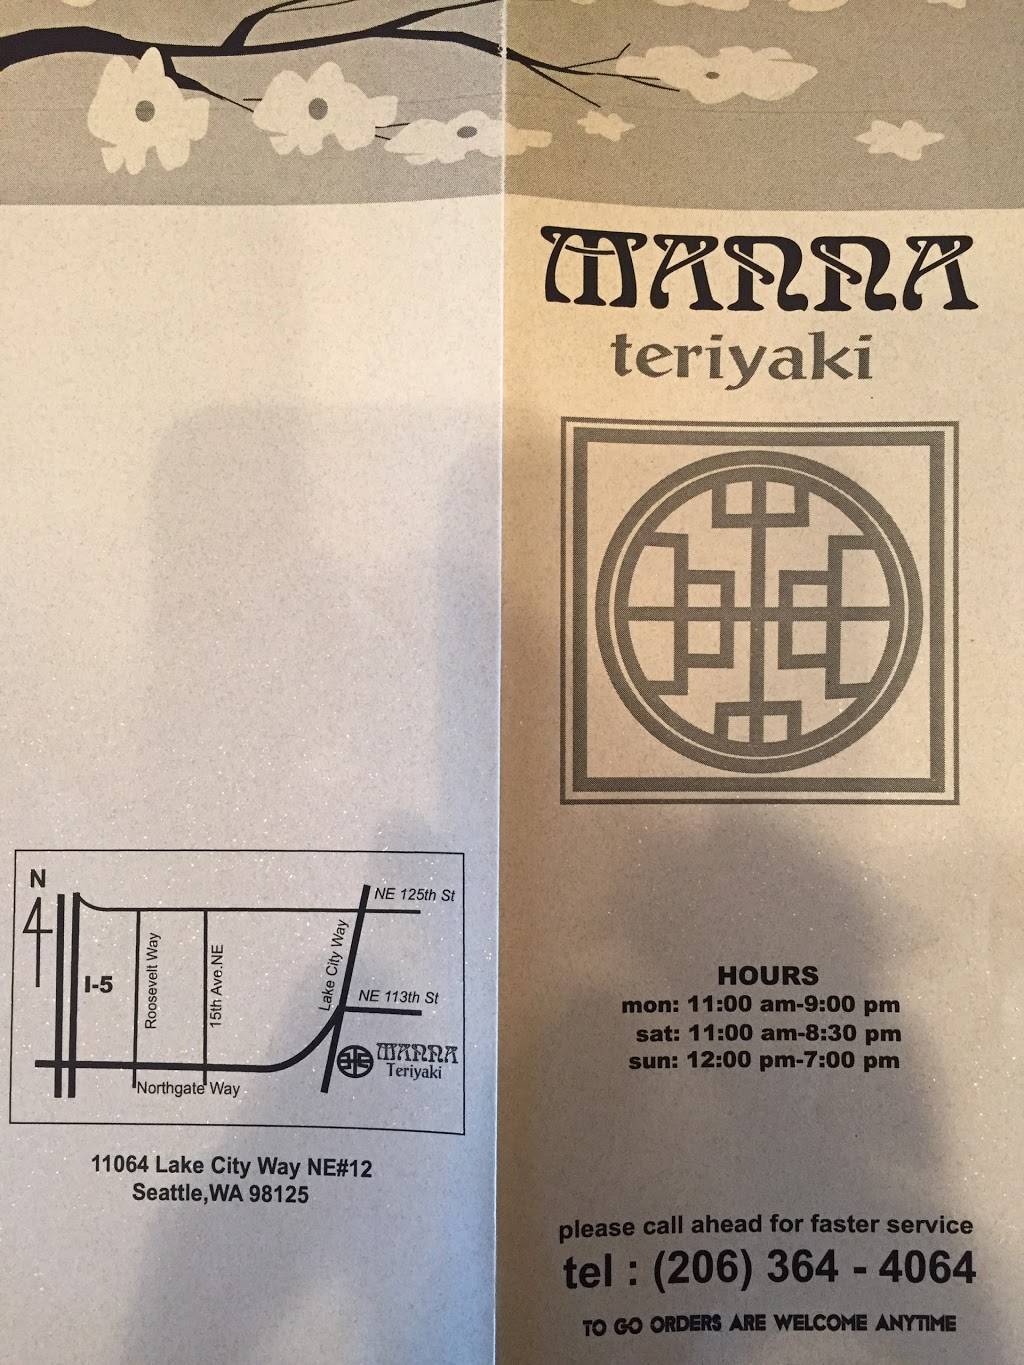 N
I-5
Roosevelt Way
15th Ave.NE
Lake City Way
NE 125th St
NE 113th St
MANNA
Teriyaki
Northgate Way
11064 Lake City Way NE#12
Seattle,WA 98125
MANNA
teriyaki
HOURS
mon: 11:00 am-9:00 pm
sat: 11:00 am-8:30 pm
sun: 12:00 pm-7:00 pm
please call ahead for faster service
tel : (206) 364 - 4064
TO GO ORDERS ARE WELCOME ANYTIME